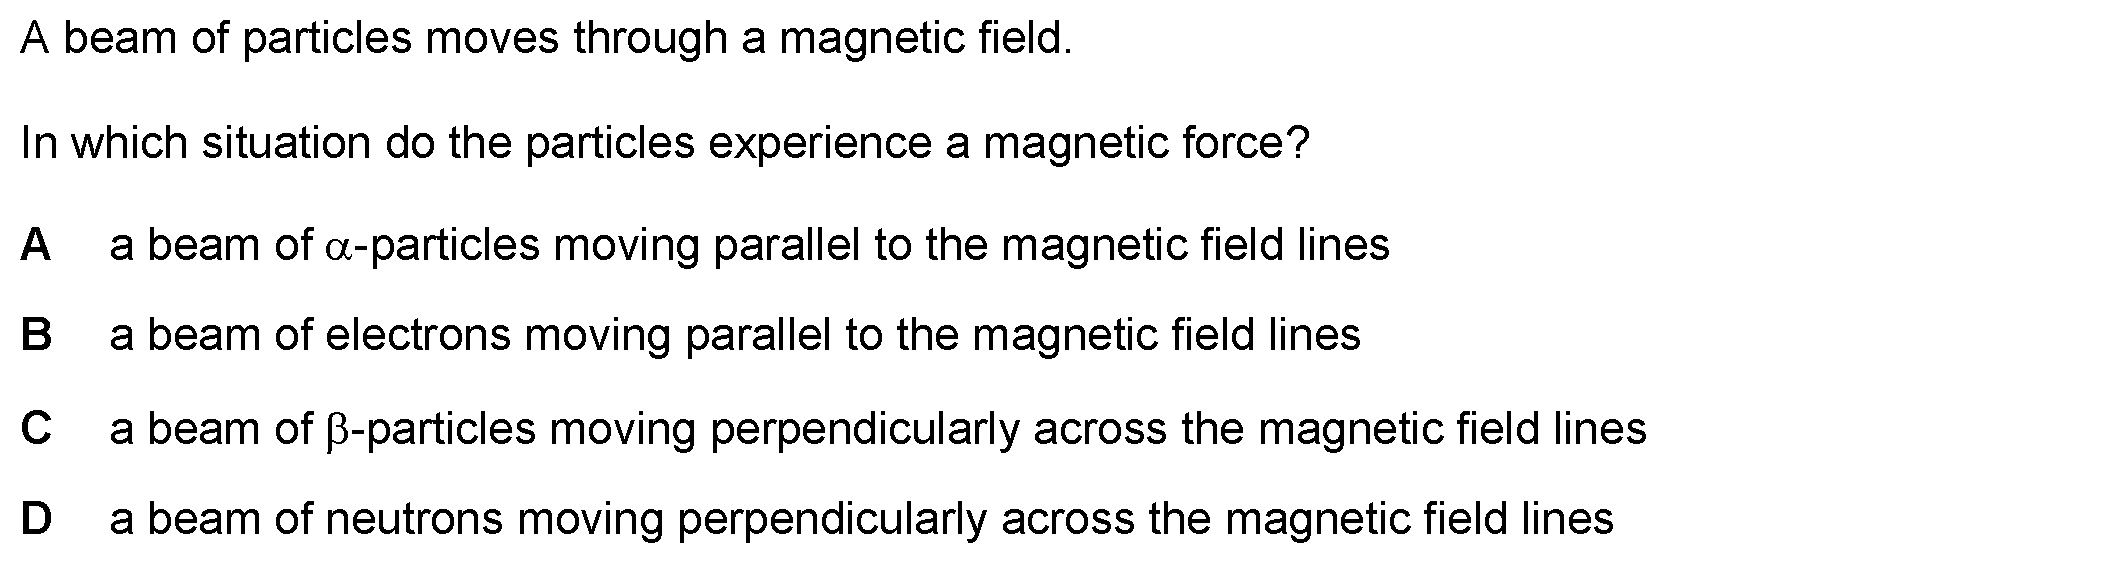 A beam of particles moves through a magnetic field.
In which situation do the particles experience a magnetic force?
A a beam of α-particles moving parallel to the magnetic field lines
B a beam of electrons moving parallel to the magnetic field lines
C a beam of β-particles moving perpendicularly across the magnetic field lines
D a beam of neutrons moving perpendicularly across the magnetic field lines